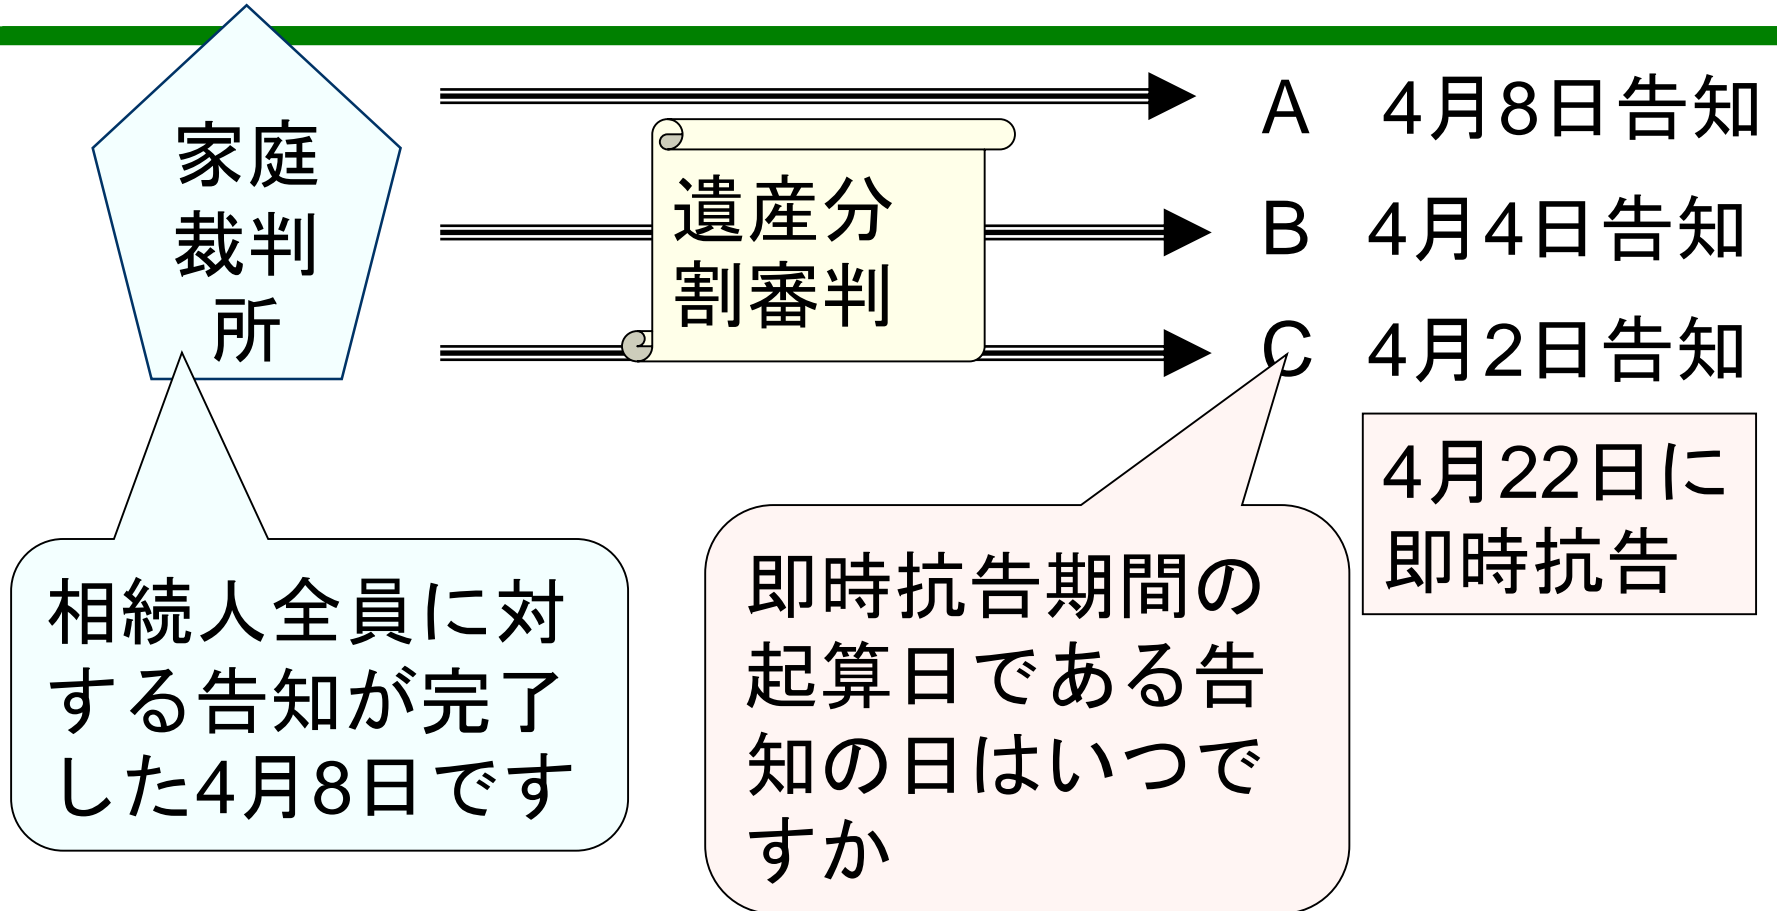 家庭
裁判
所
遺産分
割審判
A　4月8日告知
B　4月4日告知
C　4月2日告知
4月22日に
即時抗告
相続人全員に対
する告知が完了
した4月8日です
即時抗告期間の
起算日である告
知の日はいつで
すか